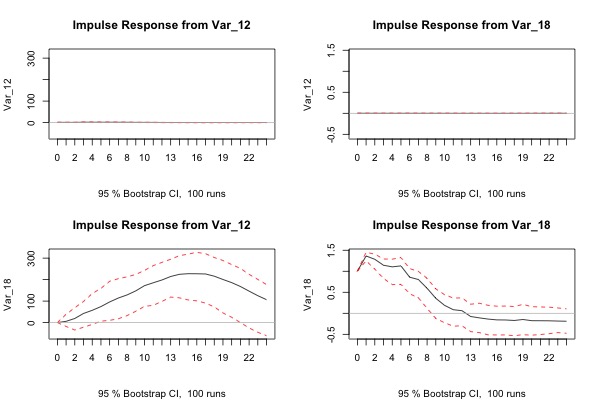 Impulse Response from Var_12
Var_12
0 100 300
0 2 4 6 8 10 13 16 19 22
95 % Bootstrap CI, 100 runs
Impulse Response from Var_18
Var_12
-0.5 0.5 1.5
0 2 4 6 8 10 13 16 19 22
95 % Bootstrap CI, 100 runs
Impulse Response from Var_12
Var_18
0 100 300
0 2 4 6 8 10 13 16 19 22
95 % Bootstrap CI, 100 runs
Impulse Response from Var_18
Var_18
-0.5 0.5 1.5
0 2 4 6 8 10 13 16 19 22
95 % Bootstrap CI, 100 runs